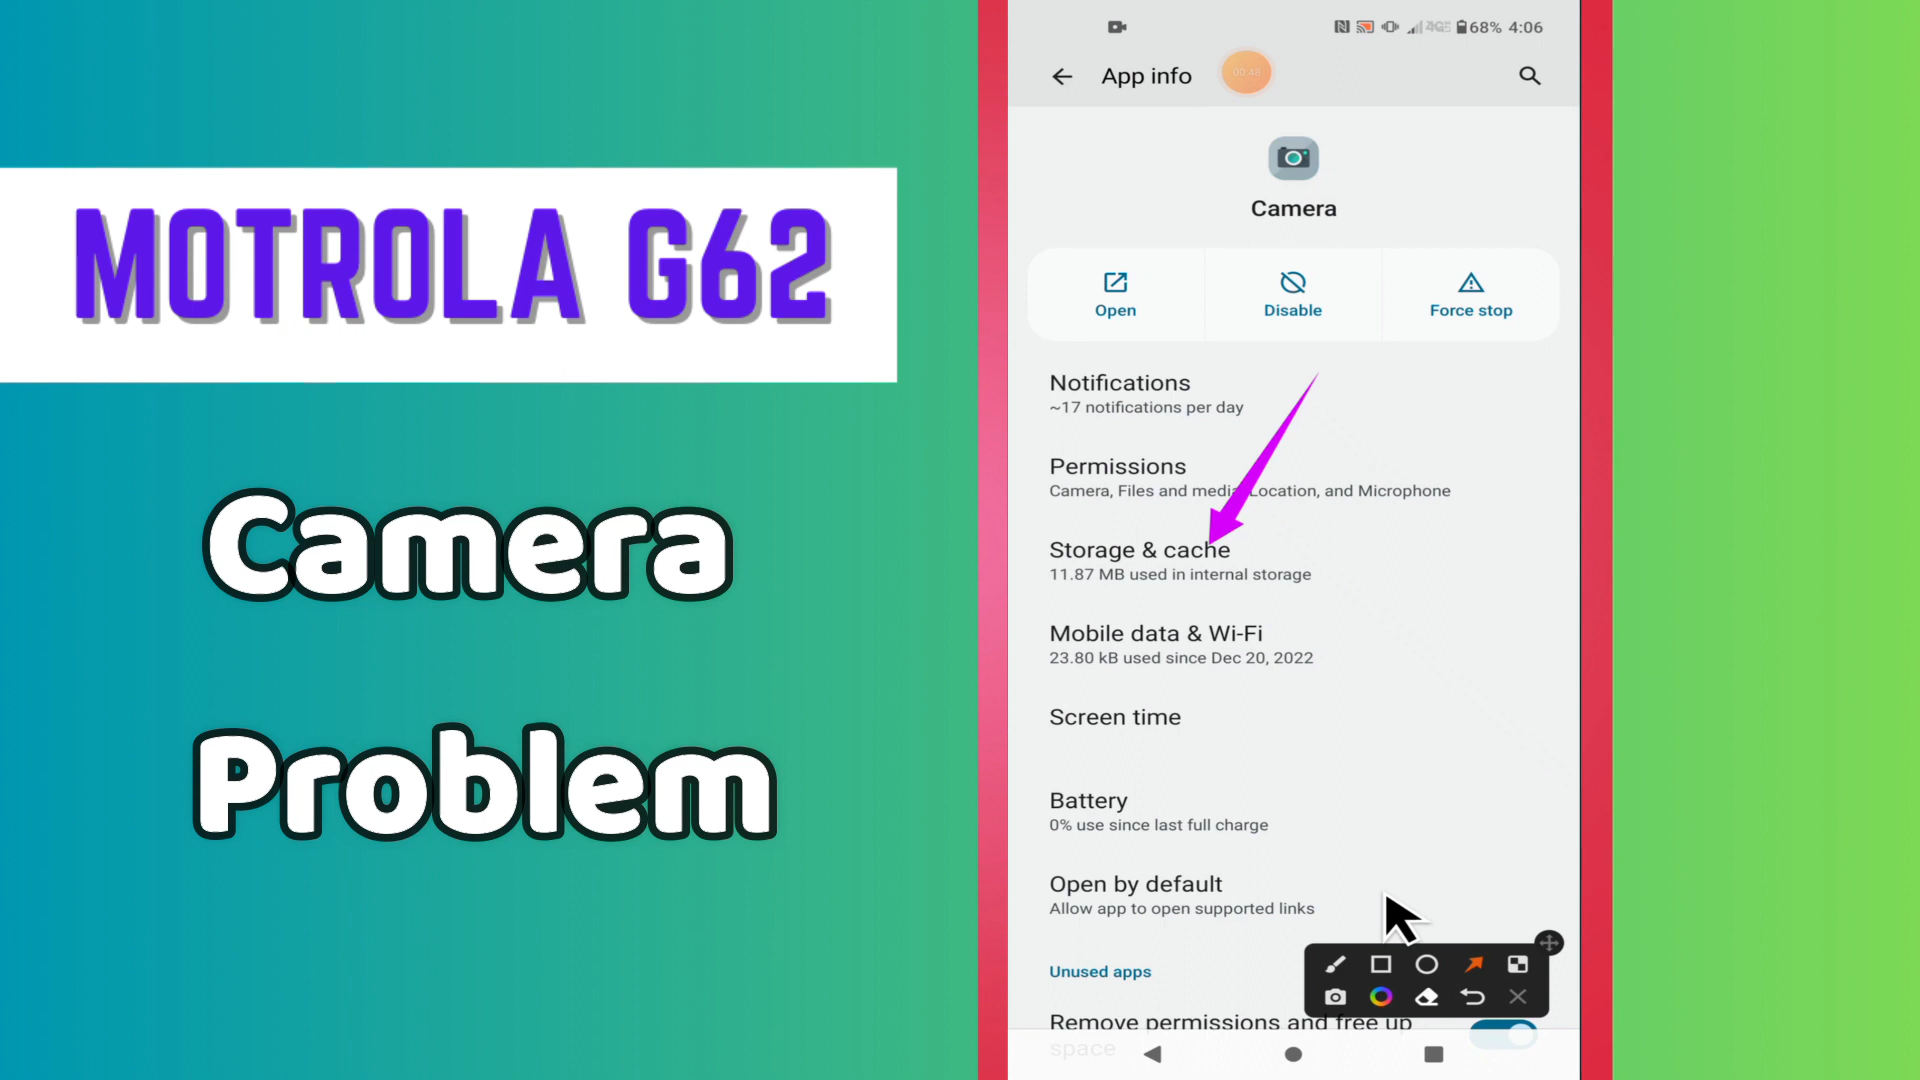 MOTROLA G62
Camera
Problem
68% 4:06
App info
00:48
Camera
Open
Disable
Force stop
Notifications
~17 notifications per day
Permissions
Camera, Files and media, Location, and Microphone
Storage & cache
11.87 MB used in internal storage
Mobile data & Wi-Fi
23.80 kB used since Dec 20, 2022
Screen time
Battery
0% use since last full charge
Open by default
Allow app to open supported links
Unused apps
Remove permissions and free up
space